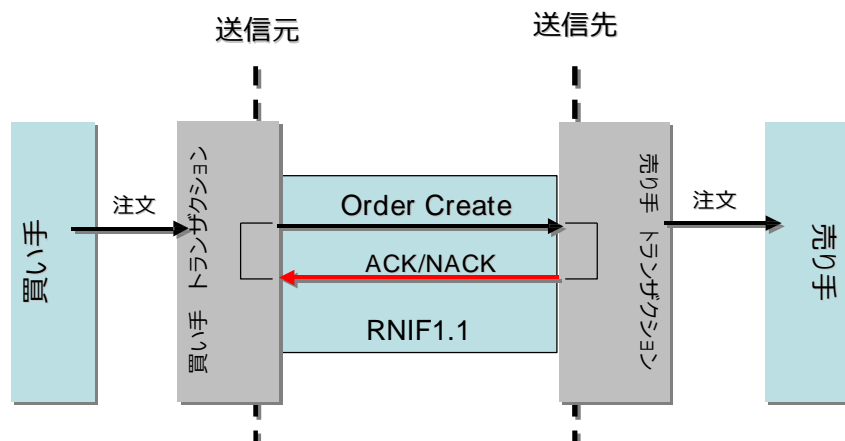 送信元
送信先
買い手
注文
買い手 トランザクション
Order Create
ACK/NACK
RNIF1.1
売り手 トランザクション
注文
売り手